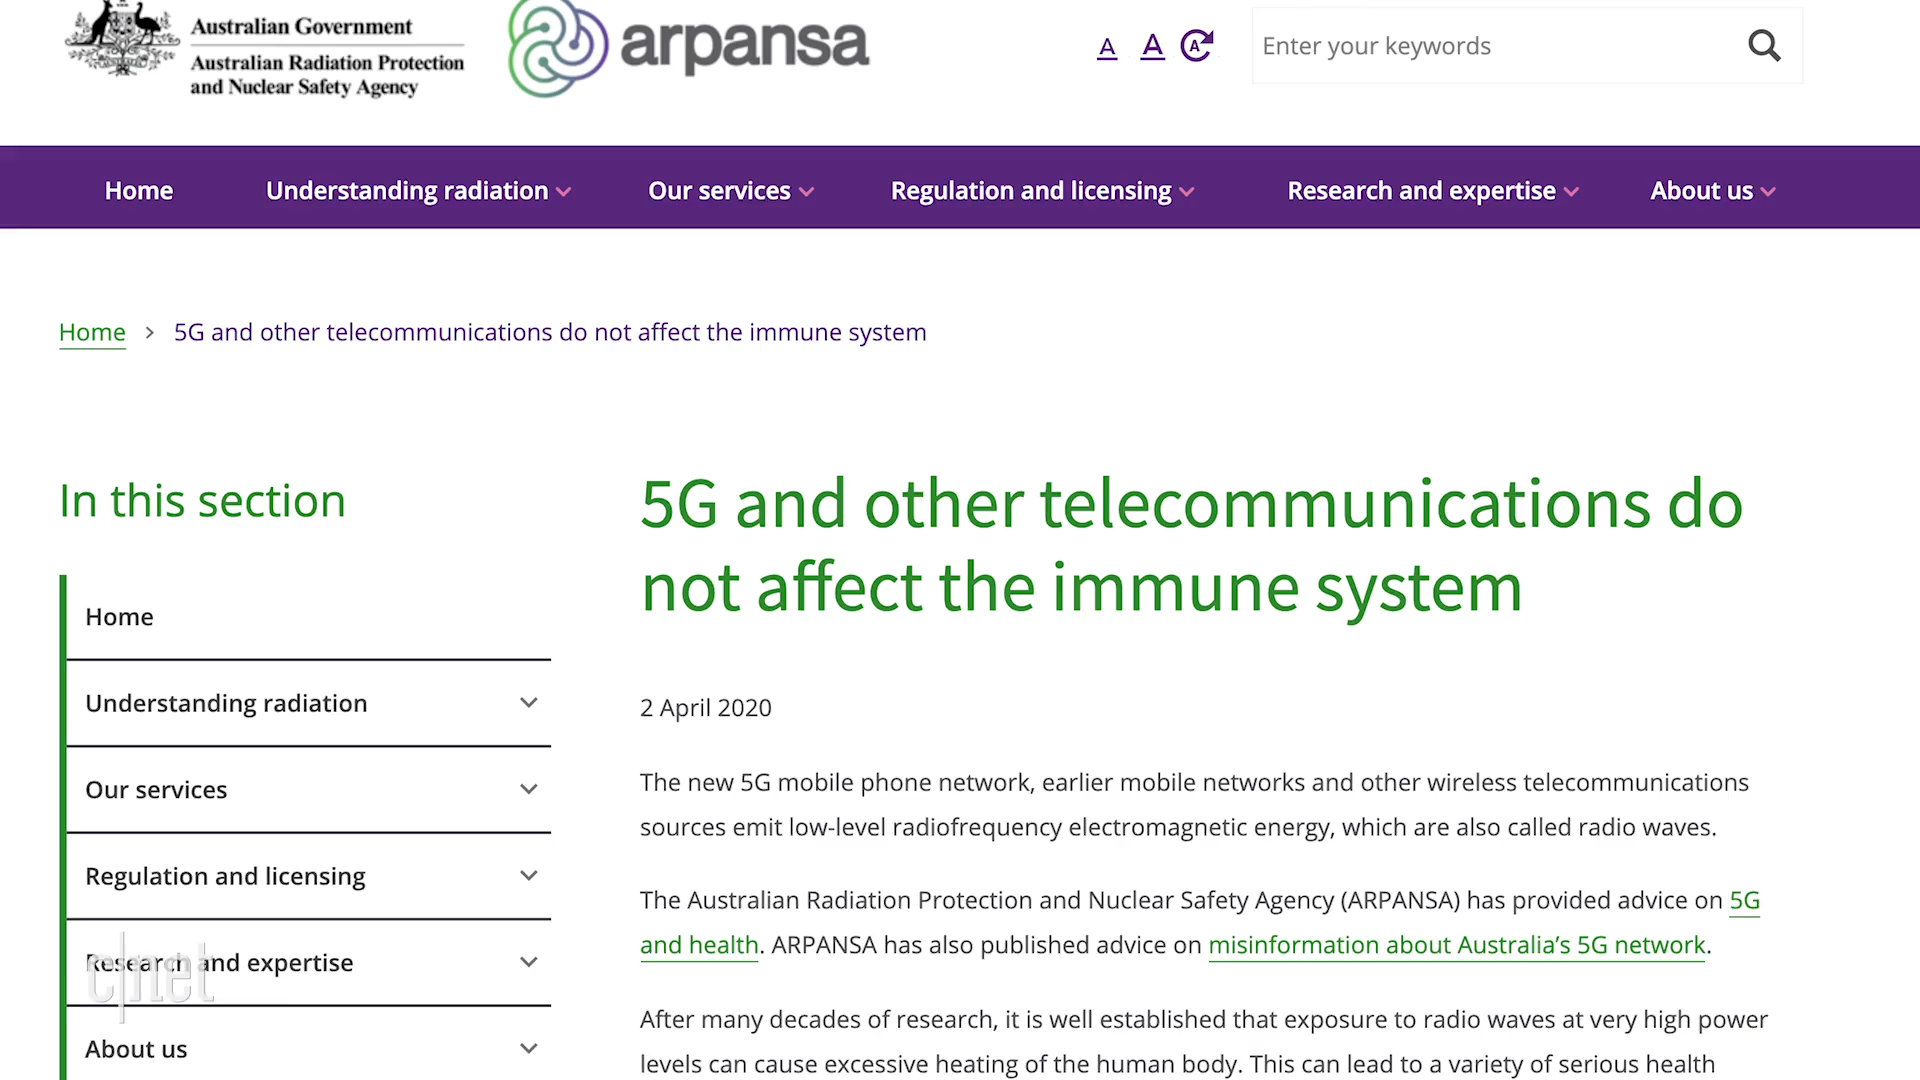 Australian Government
Australian Radiation Protection
and Nuclear Safety Agency
arpansa
A A A
Enter your keywords
Home Understanding radiation Our services Regulation and licensing Research and expertise About us
Home > 5G and other telecommunications do not affect the immune system
In this section
Home
Understanding radiation
Our services
Regulation and licensing
Research and expertise
About us
c|net
5G and other telecommunications do
not affect the immune system
2 April 2020
The new 5G mobile phone network, earlier mobile networks and other wireless telecommunications
sources emit low-level radiofrequency electromagnetic energy, which are also called radio waves.
The Australian Radiation Protection and Nuclear Safety Agency (ARPANSA) has provided advice on 5G
and health. ARPANSA has also published advice on misinformation about Australia’s 5G network.
After many decades of research, it is well established that exposure to radio waves at very high power
levels can cause excessive heating of the human body. This can lead to a variety of serious health